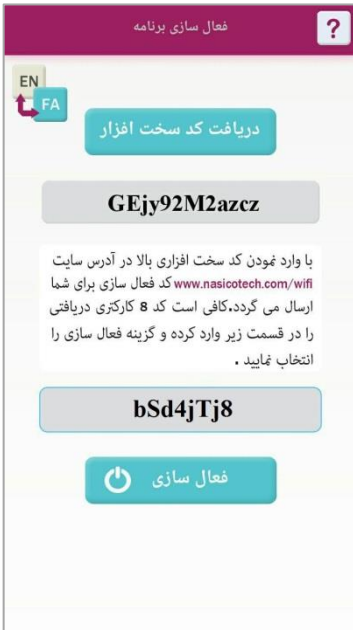 فعال سازی برنامه
?
EN
FA
دریافت کد سخت افزار
GEjy92M2azcz
با وارد نمودن کد سخت افزاری بالا در آدرس سایت
www.nasicotech.com/wifi کد فعال سازی برای شما
ارسال می گردد.کافی است کد 8 کارکتری دریافتی
را در قسمت زیر وارد کرده و گزینه فعال سازی را
انتخاب نمایید .
bSd4jTj8
فعال سازی